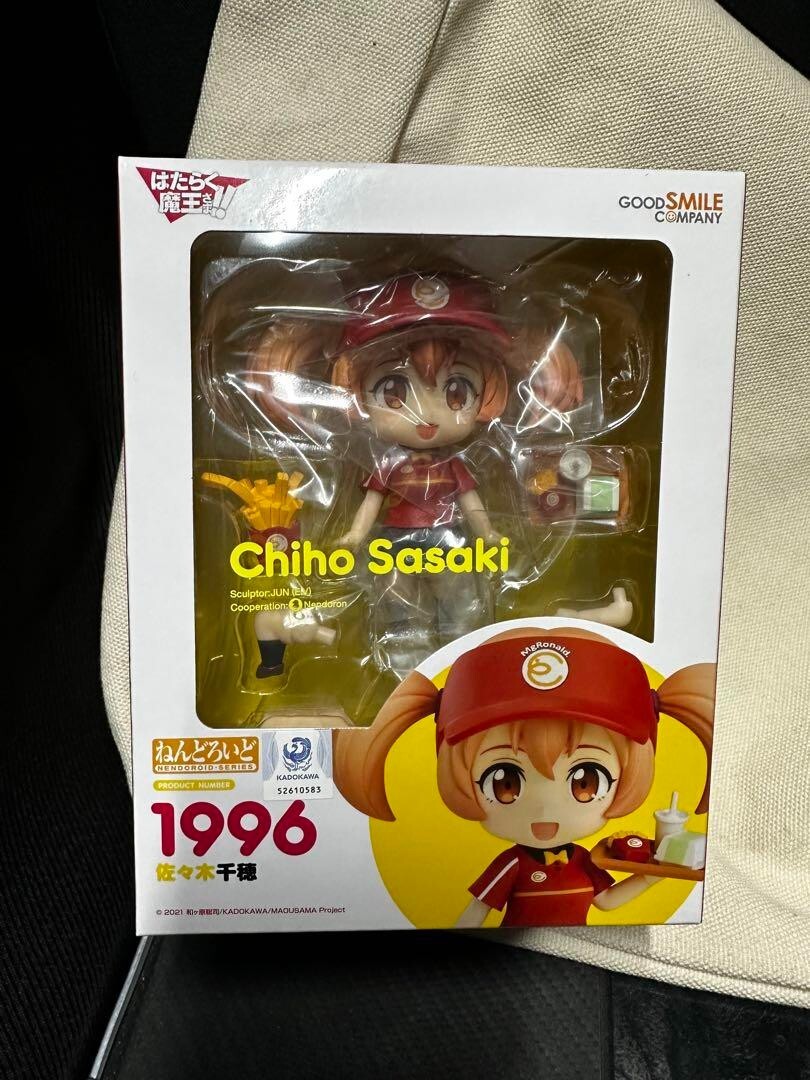 はたらく
魔王さま!!
GOOD SMILE
COMPANY
Chiho Sasaki
Sculptor:JUN (E.V)
Cooperation: Nendoron
MgRonald
ねんどろいど
NENDOROID-SERIES
PRODUCT NUMBER
KADOKAWA
52610583
1996
佐々木千穂
© 2021 和ヶ原聡司/KADOKAWA/MAOUSAMA Project